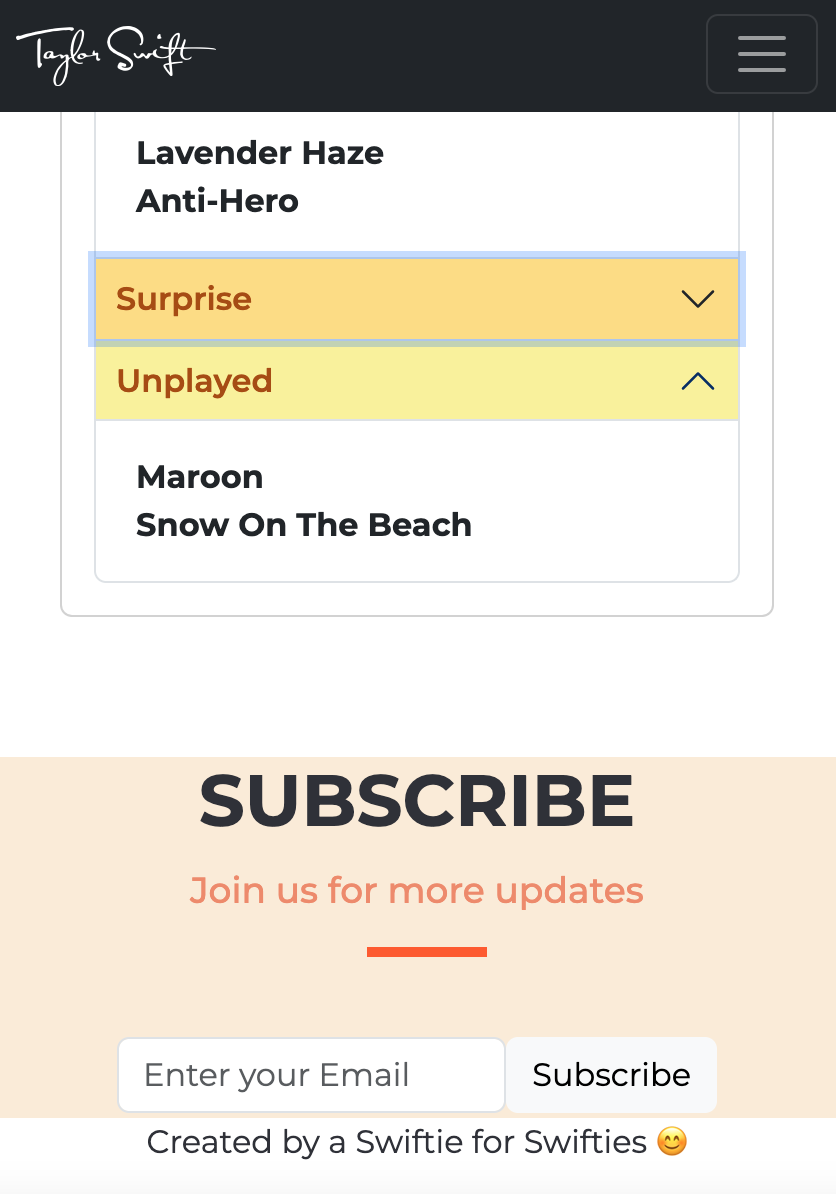 Taylor Swift
Lavender Haze
Anti-Hero
Surprise
Unplayed
Maroon
Snow On The Beach
SUBSCRIBE
Join us for more updates
Enter your Email
Subscribe
Created by a Swiftie for Swifties 😊